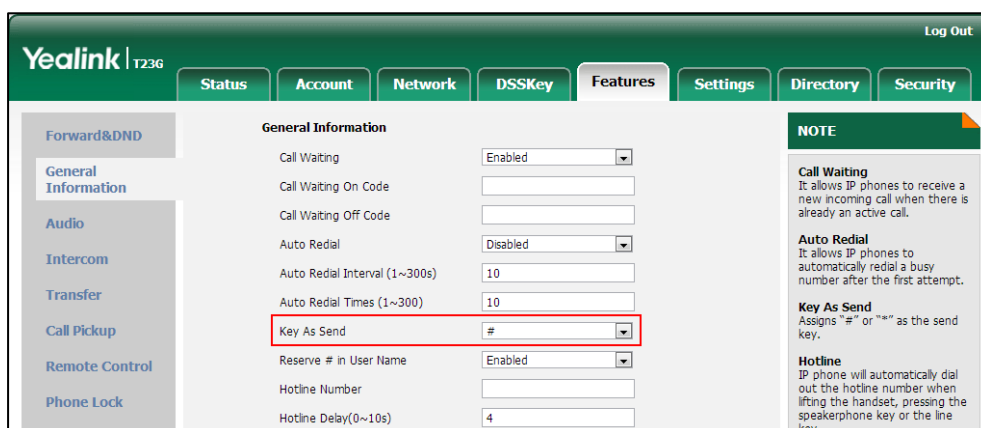 Log Out
Yealink T23G
Status Account Network DSSKey Features Settings Directory Security
Forward&DND
General
Information
Audio
Intercom
Transfer
Call Pickup
Remote Control
Phone Lock
General Information
Call Waiting Enabled
Call Waiting On Code
Call Waiting Off Code
Auto Redial Disabled
Auto Redial Interval (1~300s) 10
Auto Redial Times (1~300) 10
Key As Send #
Reserve # in User Name Enabled
Hotline Number
Hotline Delay(0~10s) 4
NOTE
Call Waiting
It allows IP phones to receive a
new incoming call when there is
already an active call.
Auto Redial
It allows IP phones to
automatically redial a busy
number after the first attempt.
Key As Send
Assigns "#" or "*" as the send
key.
Hotline
IP phone will automatically dial
out the hotline number when
lifting the handset, pressing the
speakerphone key or the line
key.